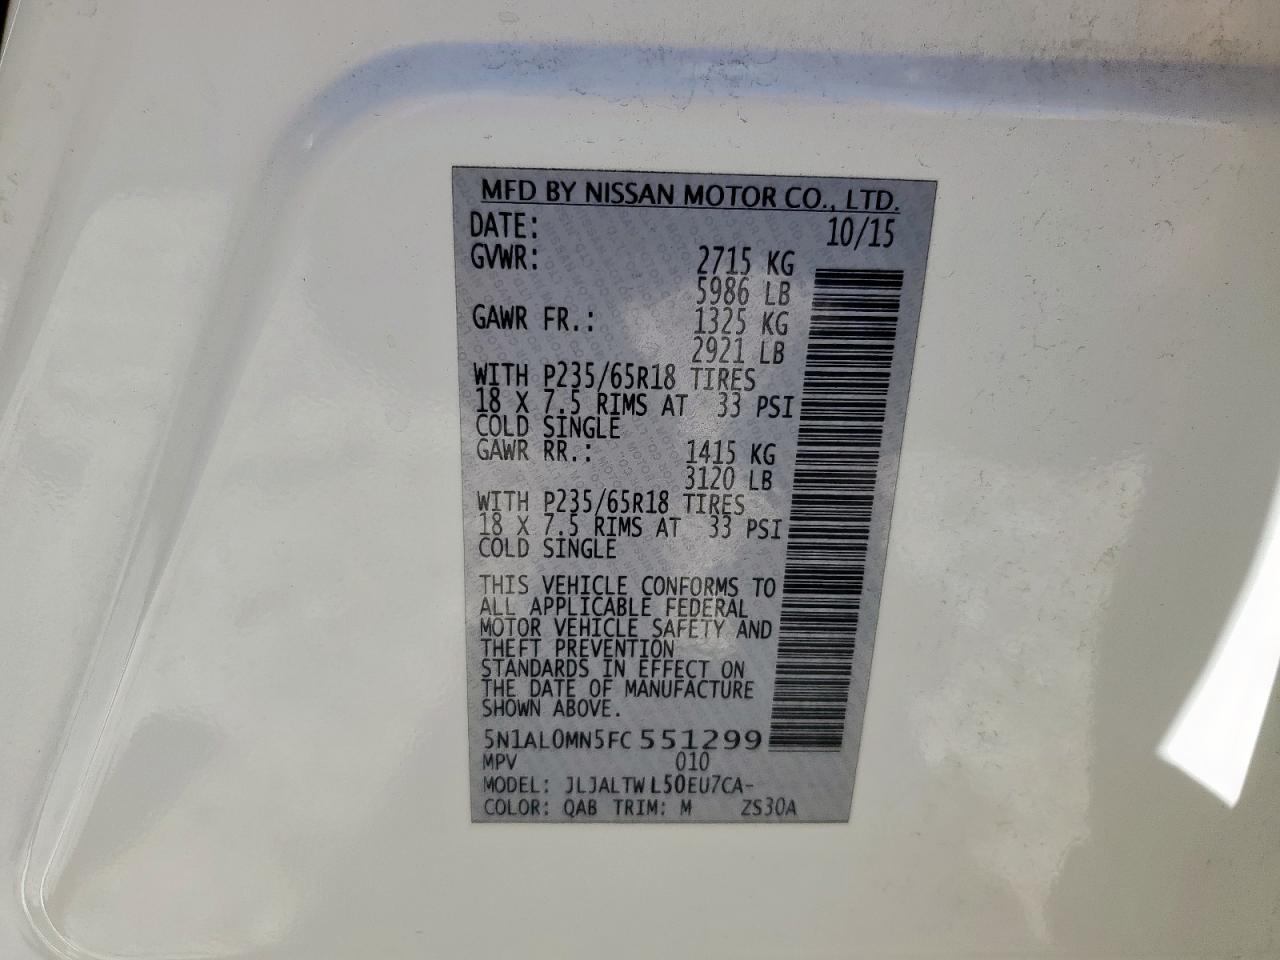 MFD BY NISSAN MOTOR CO., LTD.
DATE: 10/15
GVWR: 2715 KG
5986 LB
GAWR FR.: 1325 KG
2921 LB
WITH P235/65R18 TIRES
18 X 7.5 RIMS AT 33 PSI
COLD SINGLE
GAWR RR.: 1415 KG
3120 LB
WITH P235/65R18 TIRES
18 X 7.5 RIMS AT 33 PSI
COLD SINGLE
THIS VEHICLE CONFORMS TO
ALL APPLICABLE FEDERAL
MOTOR VEHICLE SAFETY AND
THEFT PREVENTION
STANDARDS IN EFFECT ON
THE DATE OF MANUFACTURE
SHOWN ABOVE.
5N1AL0MN5FC 551299
MPV 010
MODEL: JLJALTW L50EU7CA-
COLOR: QAB TRIM: M ZS30A